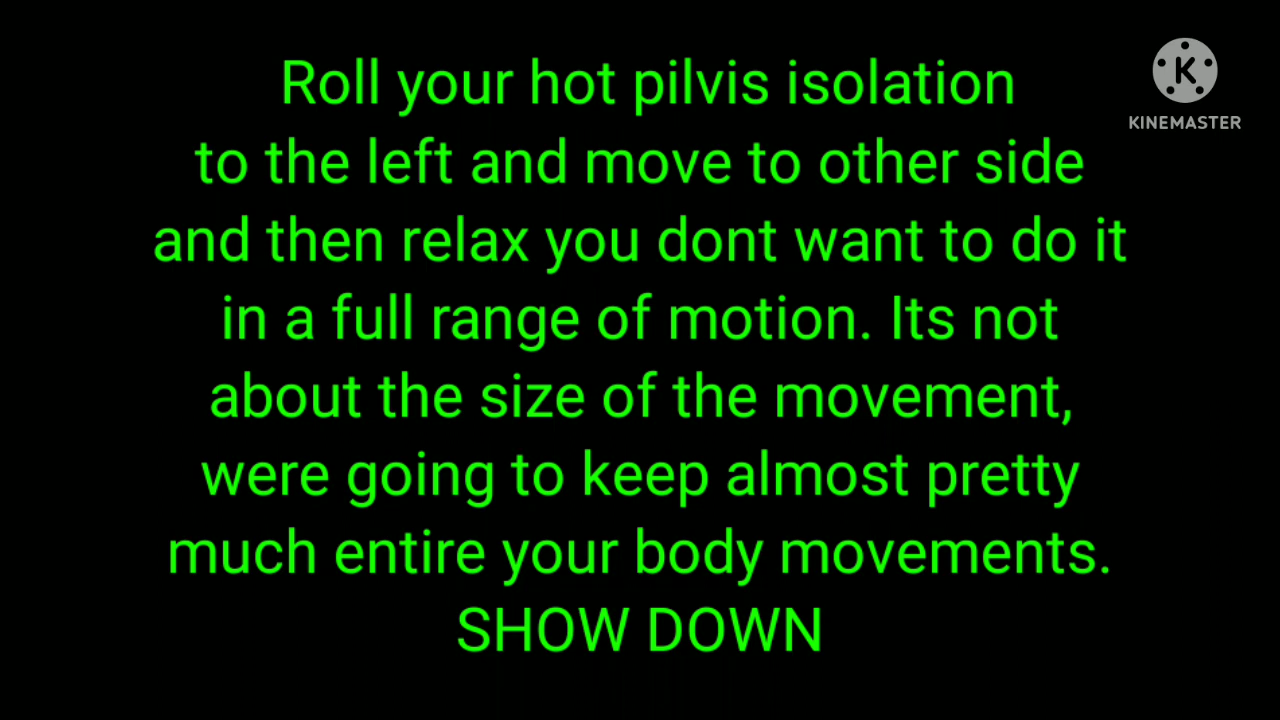 Roll your hot pilvis isolation
to the left and move to other side
and then relax you dont want to do it
in a full range of motion. Its not
about the size of the movement,
were going to keep almost pretty
much entire your body movements.
SHOW DOWN
K
KINEMASTER